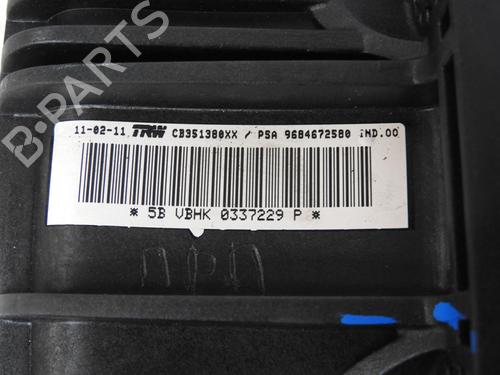 B-PARTS
11-02-11 TRW CB351380XX / PSA 9684672580 iND.00
* 5B VBHK 0337229 P *